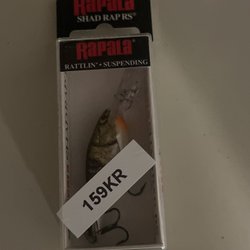 Rapala
SHAD RAP RS
Rapala
RATTLIN' • SUSPENDING
159KR